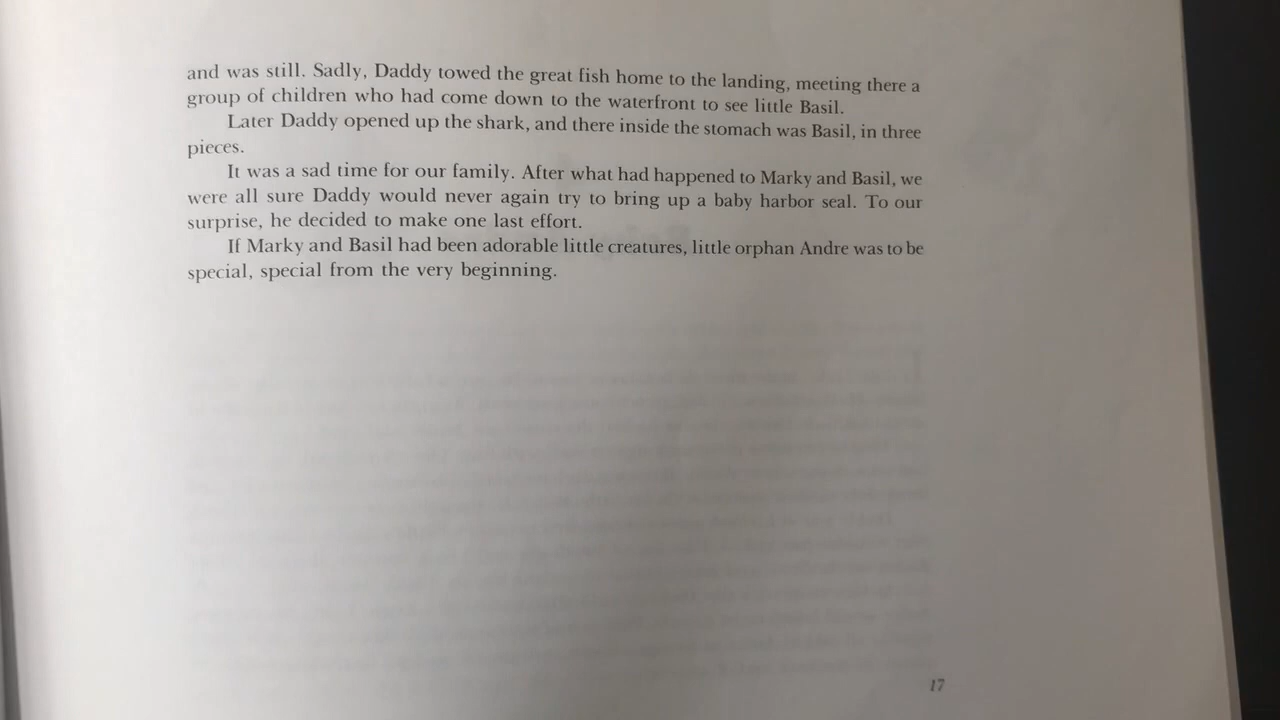 and was still. Sadly, Daddy towed the great fish home to the landing, meeting there a
group of children who had come down to the waterfront to see little Basil.
Later Daddy opened up the shark, and there inside the stomach was Basil, in three
pieces.
It was a sad time for our family. After what had happened to Marky and Basil, we
were all sure Daddy would never again try to bring up a baby harbor seal. To our
surprise, he decided to make one last effort.
If Marky and Basil had been adorable little creatures, little orphan Andre was to be
special, special from the very beginning.
17